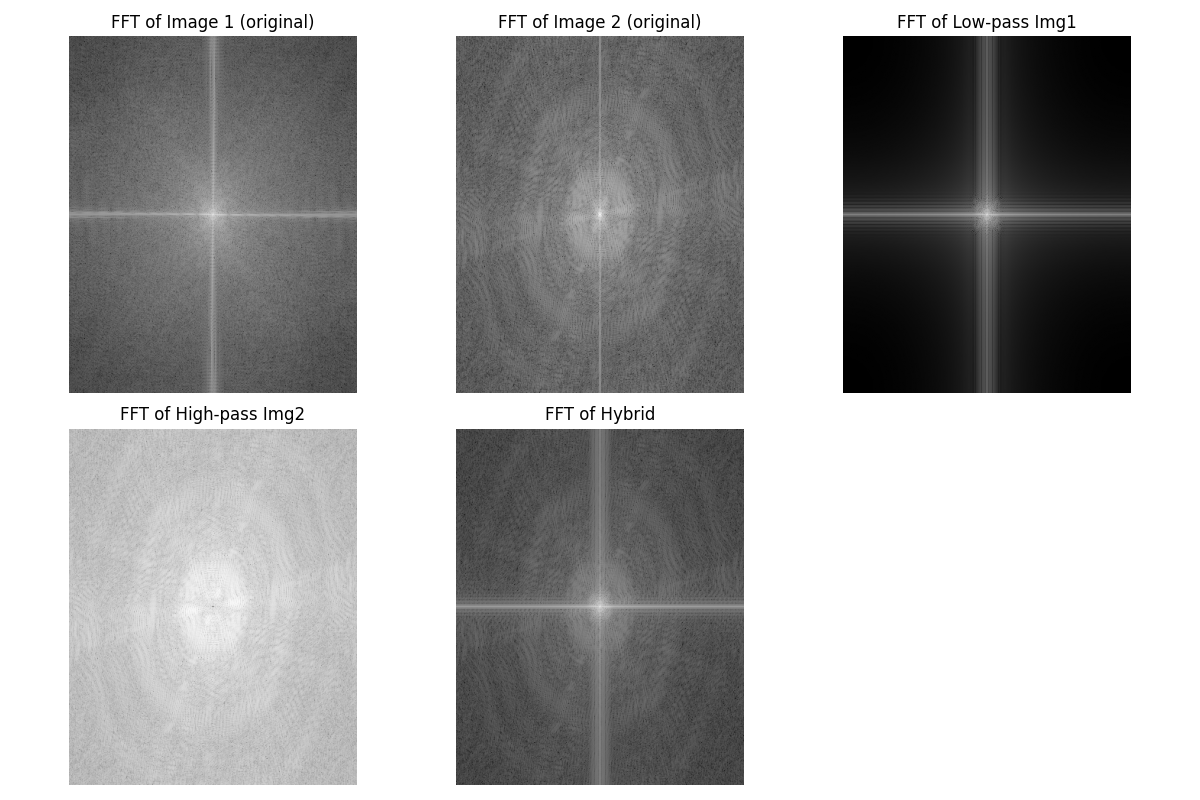 FFT of Image 1 (original)
FFT of Image 2 (original)
FFT of Low-pass Img1
FFT of High-pass Img2
FFT of Hybrid